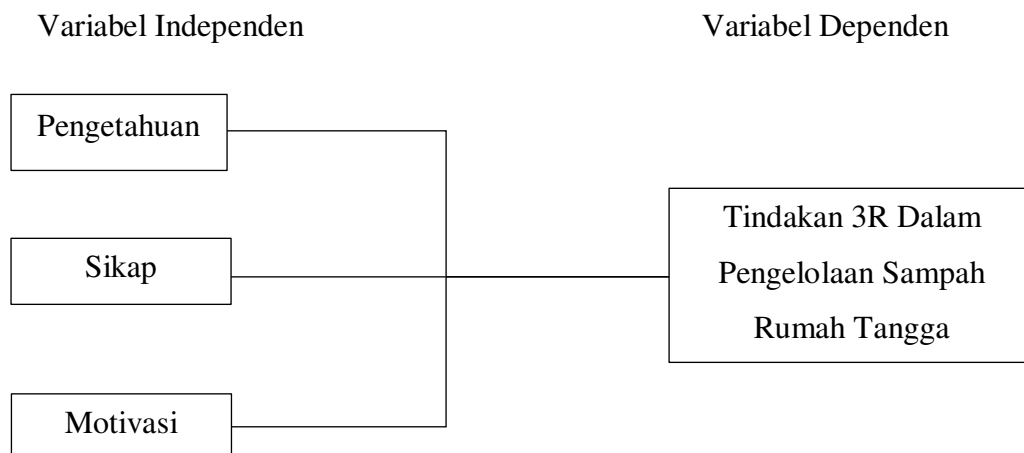 Variabel Independen
Variabel Dependen
Pengetahuan
Sikap
Motivasi
Tindakan 3R Dalam
Pengelolaan Sampah
Rumah Tangga